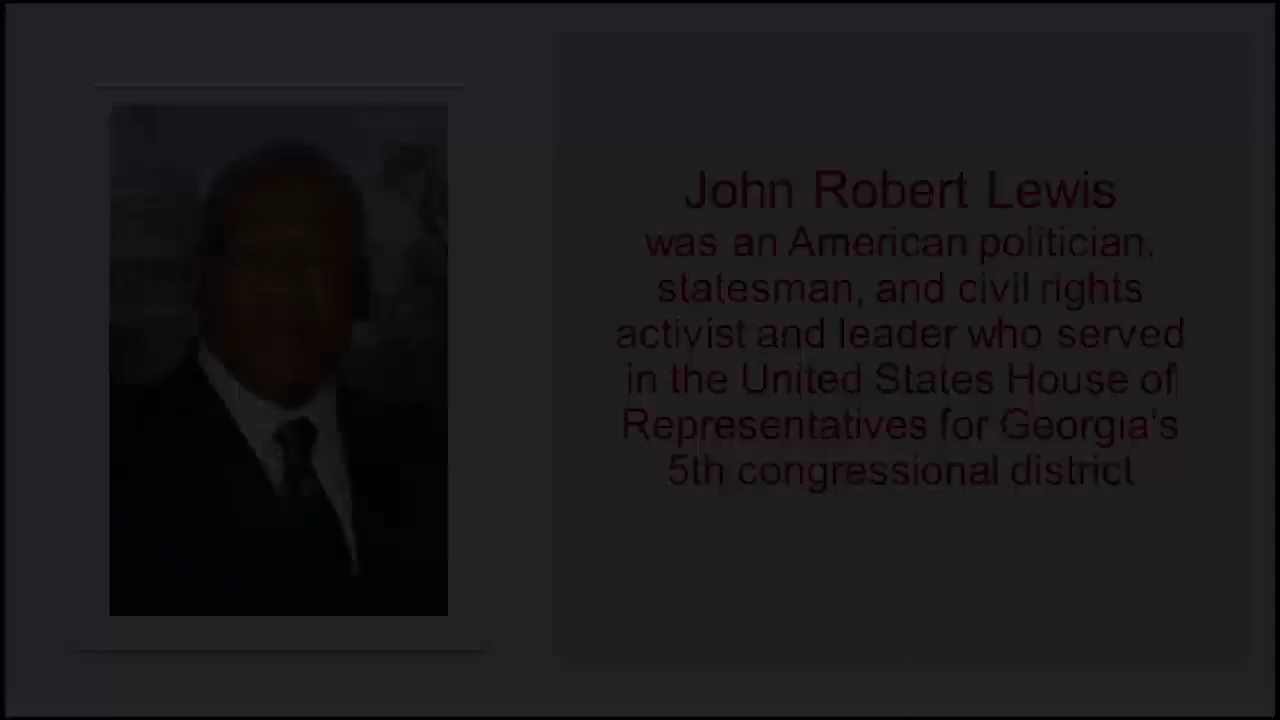 John Robert Lewis
was an American politician,
statesman, and civil rights
activist and leader who served
in the United States House of
Representatives for Georgia's
5th congressional district